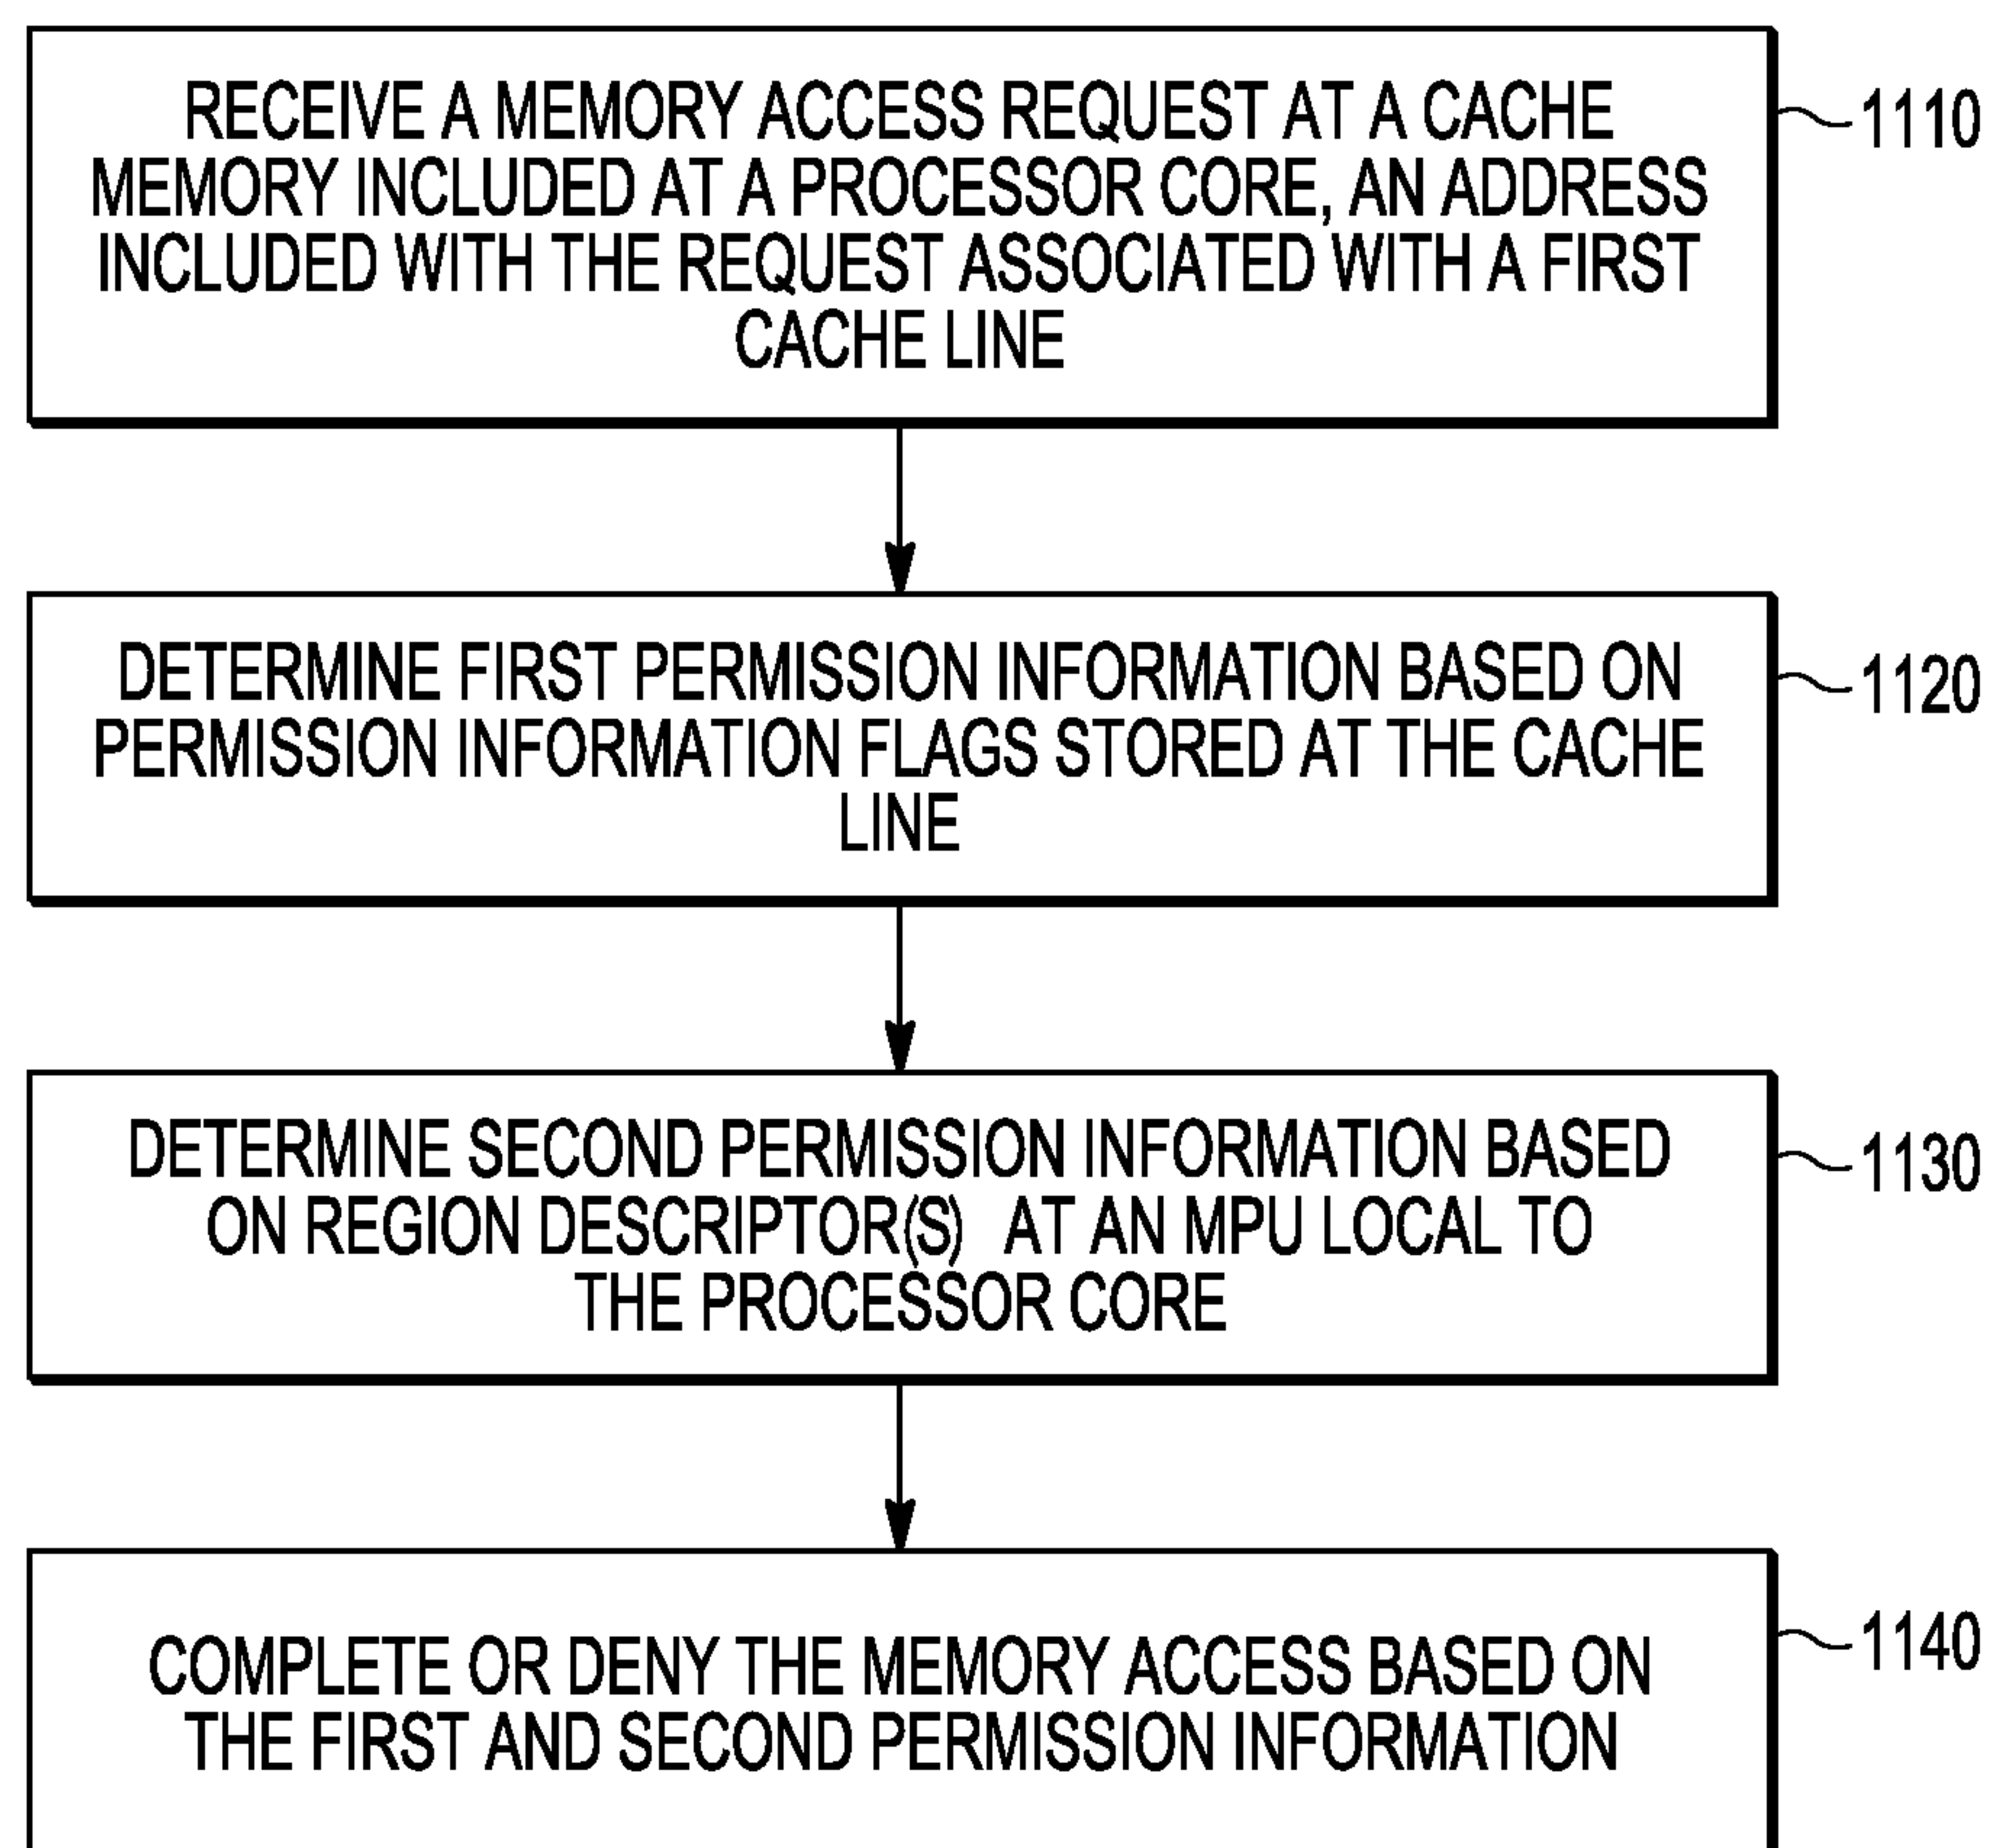 RECEIVE A MEMORY ACCESS REQUEST AT A CACHE
MEMORY INCLUDED AT A PROCESSOR CORE, AN ADDRESS
INCLUDED WITH THE REQUEST ASSOCIATED WITH A FIRST
CACHE LINE
1110
DETERMINE FIRST PERMISSION INFORMATION BASED ON
PERMISSION INFORMATION FLAGS STORED AT THE CACHE
LINE
1120
DETERMINE SECOND PERMISSION INFORMATION BASED
ON REGION DESCRIPTOR(S) AT AN MPU LOCAL TO
THE PROCESSOR CORE
1130
COMPLETE OR DENY THE MEMORY ACCESS BASED ON
THE FIRST AND SECOND PERMISSION INFORMATION
1140